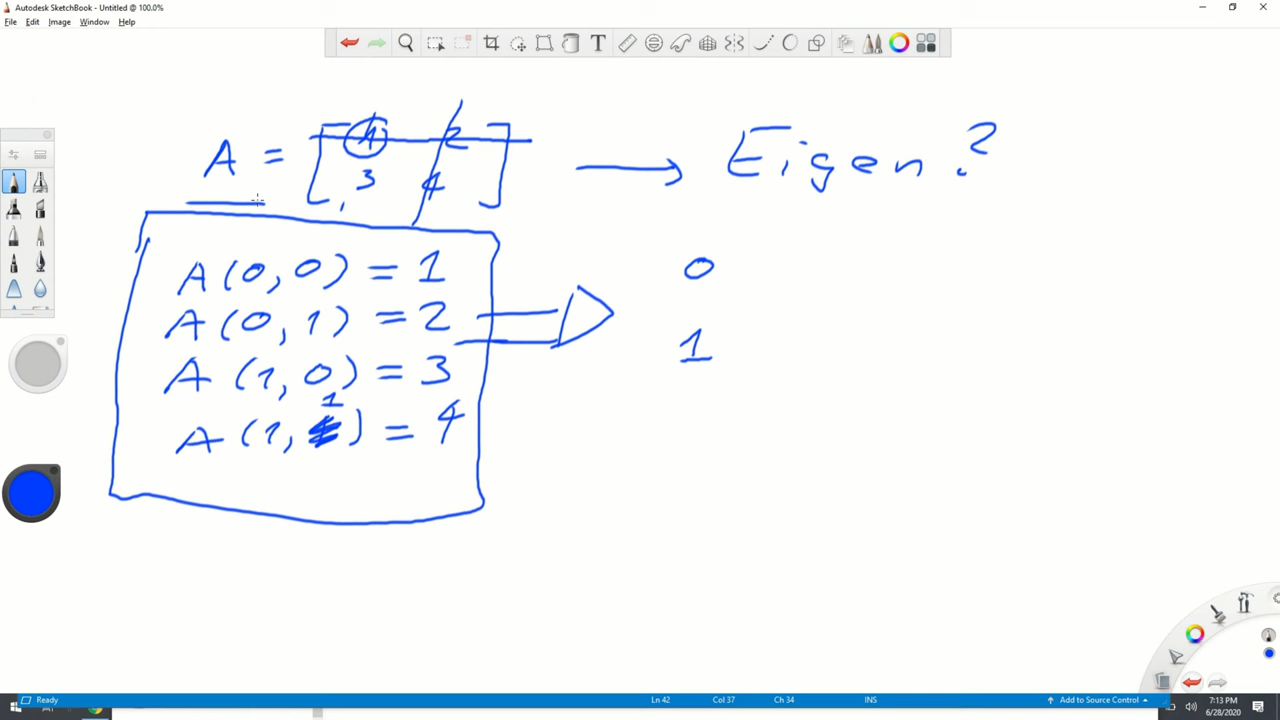 Autodesk SketchBook - Untitled @ 100.0%
File Edit Image Window Help
A = [ 1 2
3 4 ] → Eigen?
A(0,0) = 1
A(0,1) = 2
A(1,0) = 3
A(1,1) = 4
0
1
Ready Ln 42 Col 37 Ch 34 INS Add to Source Control
7:13 PM
6/28/2020